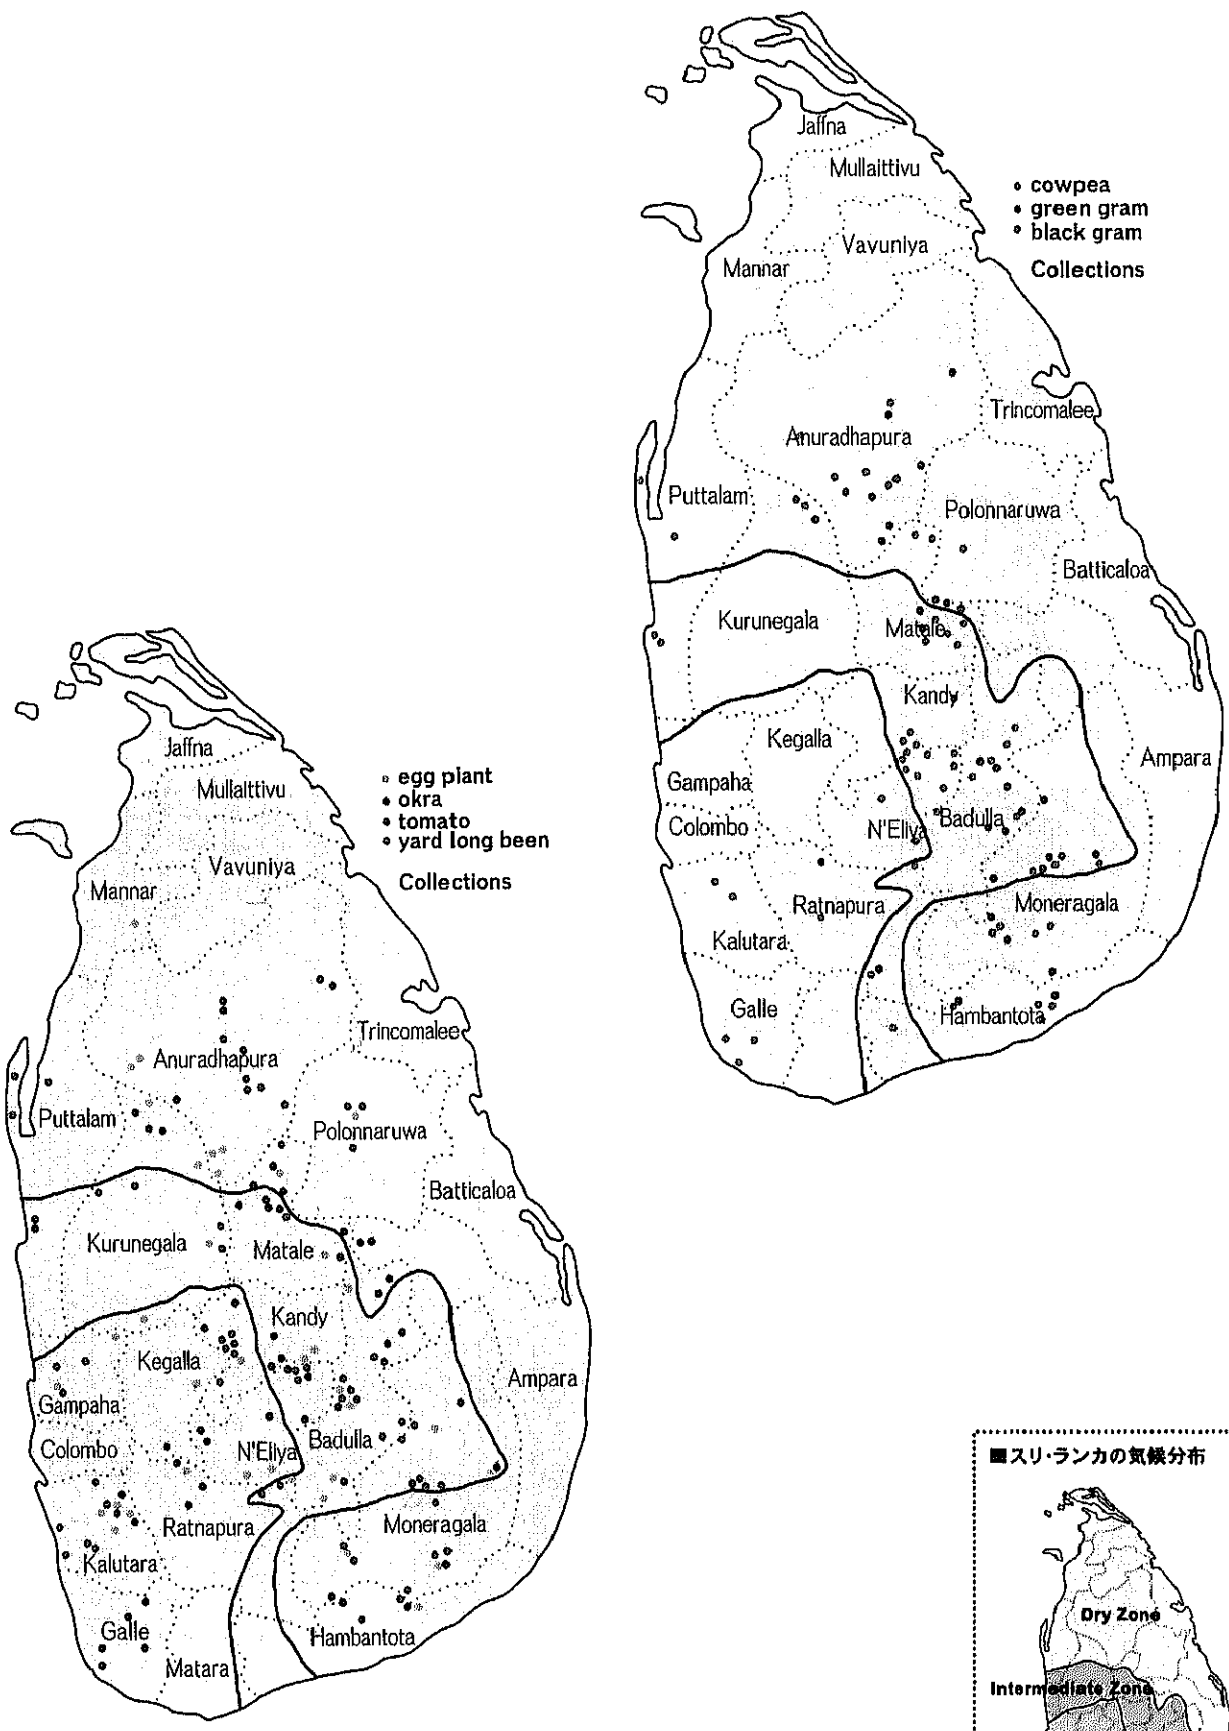 Jaffna
Mullaittivu
Vavuniya
Mannar
cowpea
green gram
black gram
Collections
Trincomalee
Anuradhapura
Puttalam
Polonnaruwa
Batticaloa
Kurunegala
Matale
Kandy
Kegalla
Ampara
Gampaha
Colombo
N'Eliya
Badulla
Ratnapura
Moneragala
Kalutara
Galle
Hambantota
Jaffna
Mullaittivu
Vavuniya
Mannar
egg plant
okra
tomato
yard long been
Collections
Trincomalee
Anuradhapura
Puttalam
Polonnaruwa
Batticaloa
Kurunegala
Matale
Kandy
Kegalla
Ampara
Gampaha
Colombo
N'Eliya
Badulla
Ratnapura
Moneragala
Kalutara
Galle
Hambantota
Matara
■スリ・ランカの気候分布
Dry Zone
Intermediate Zone